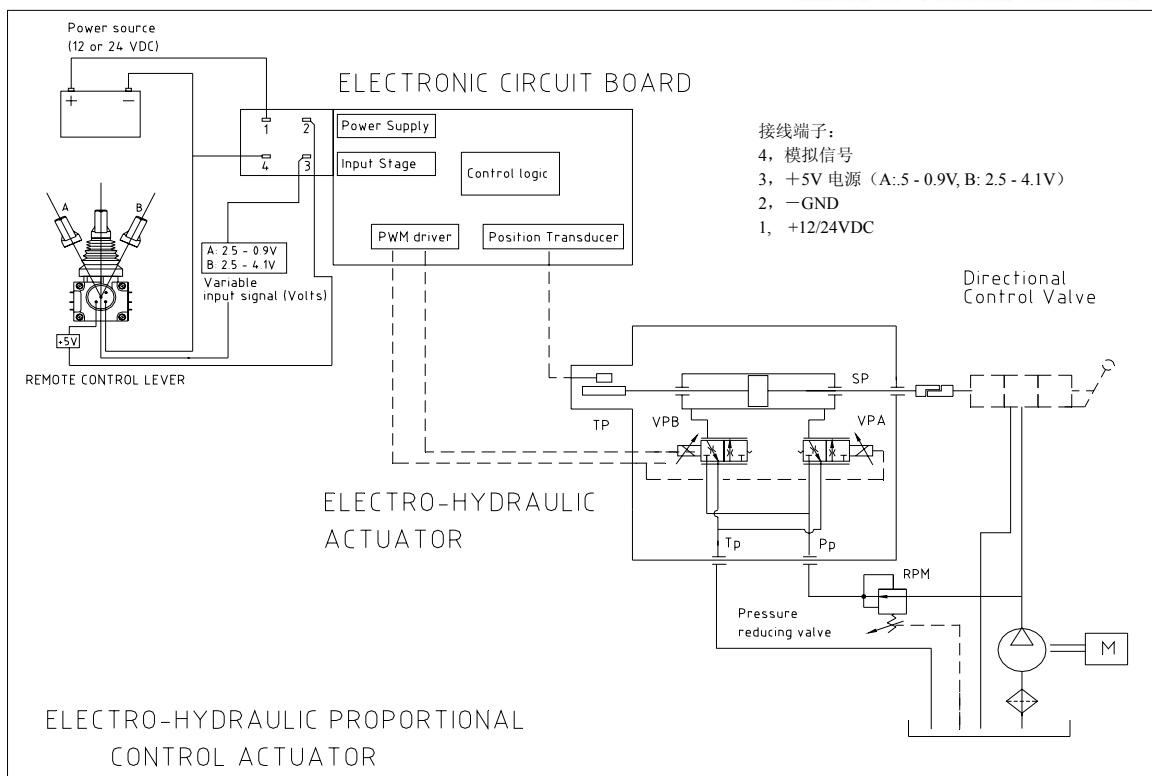 Power source
(12 or 24 VDC)
+ −
ELECTRONIC CIRCUIT BOARD
1 2
4 3
Power Supply
Input Stage
Control logic
PWM driver
Position Transducer
接线端子：
4，模拟信号
3，＋5V 电源（A:.5 - 0.9V, B: 2.5 - 4.1V）
2，－GND
1, +12/24VDC
A B
A: 2.5 - 0.9V
B: 2.5 - 4.1V
Variable
input signal (Volts)
+5V
REMOTE CONTROL LEVER
Directional
Control Valve
SP
TP
VPB
VPA
ELECTRO-HYDRAULIC
ACTUATOR
Tp
Pp
RPM
Pressure
reducing valve
M
ELECTRO-HYDRAULIC PROPORTIONAL
CONTROL ACTUATOR